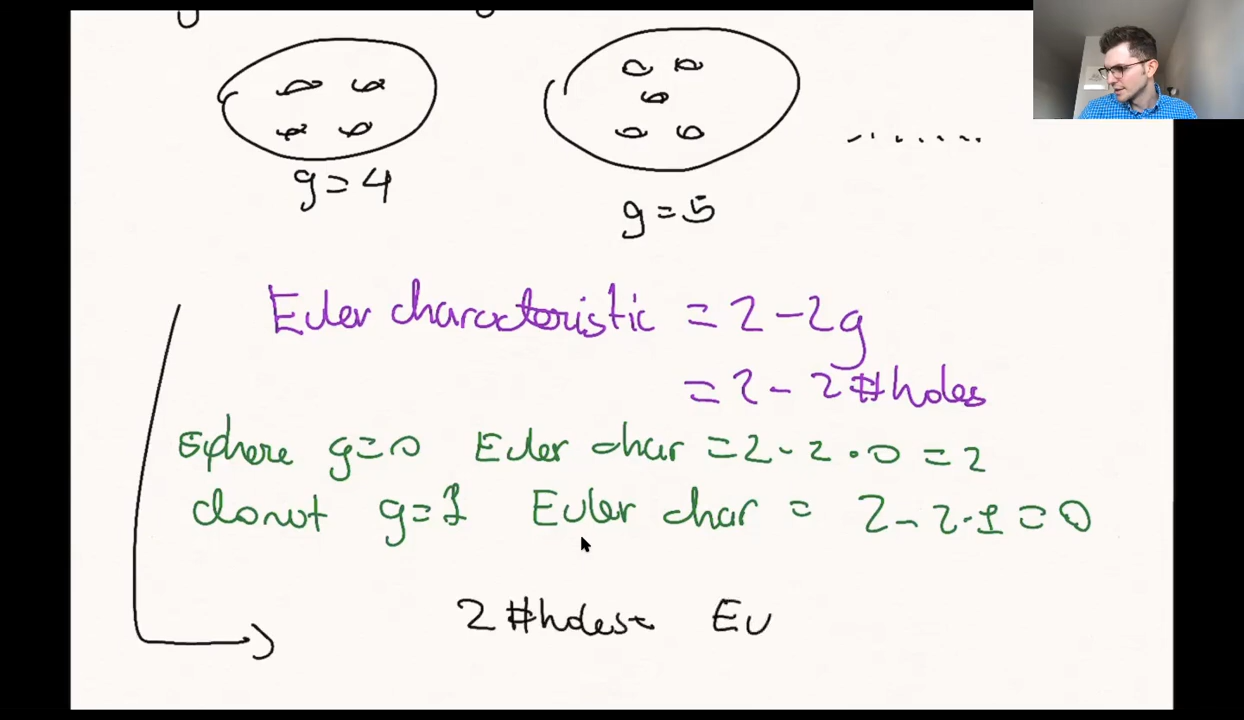 g=4
g=5
Euler characteristic = 2-2g
= 2-2#holes
Sphere g=0 Euler char = 2-2·0=2
donut g=1 Euler char = 2-2·1=0
2#holes= Eu